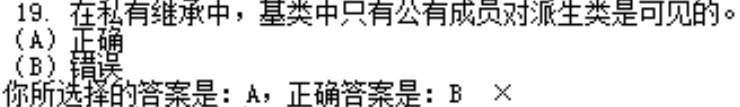 19. 在私有继承中，基类中只有公有成员对派生类是可见的。
(A) 正确
(B) 错误
你所选择的答案是：A，正确答案是：B ×